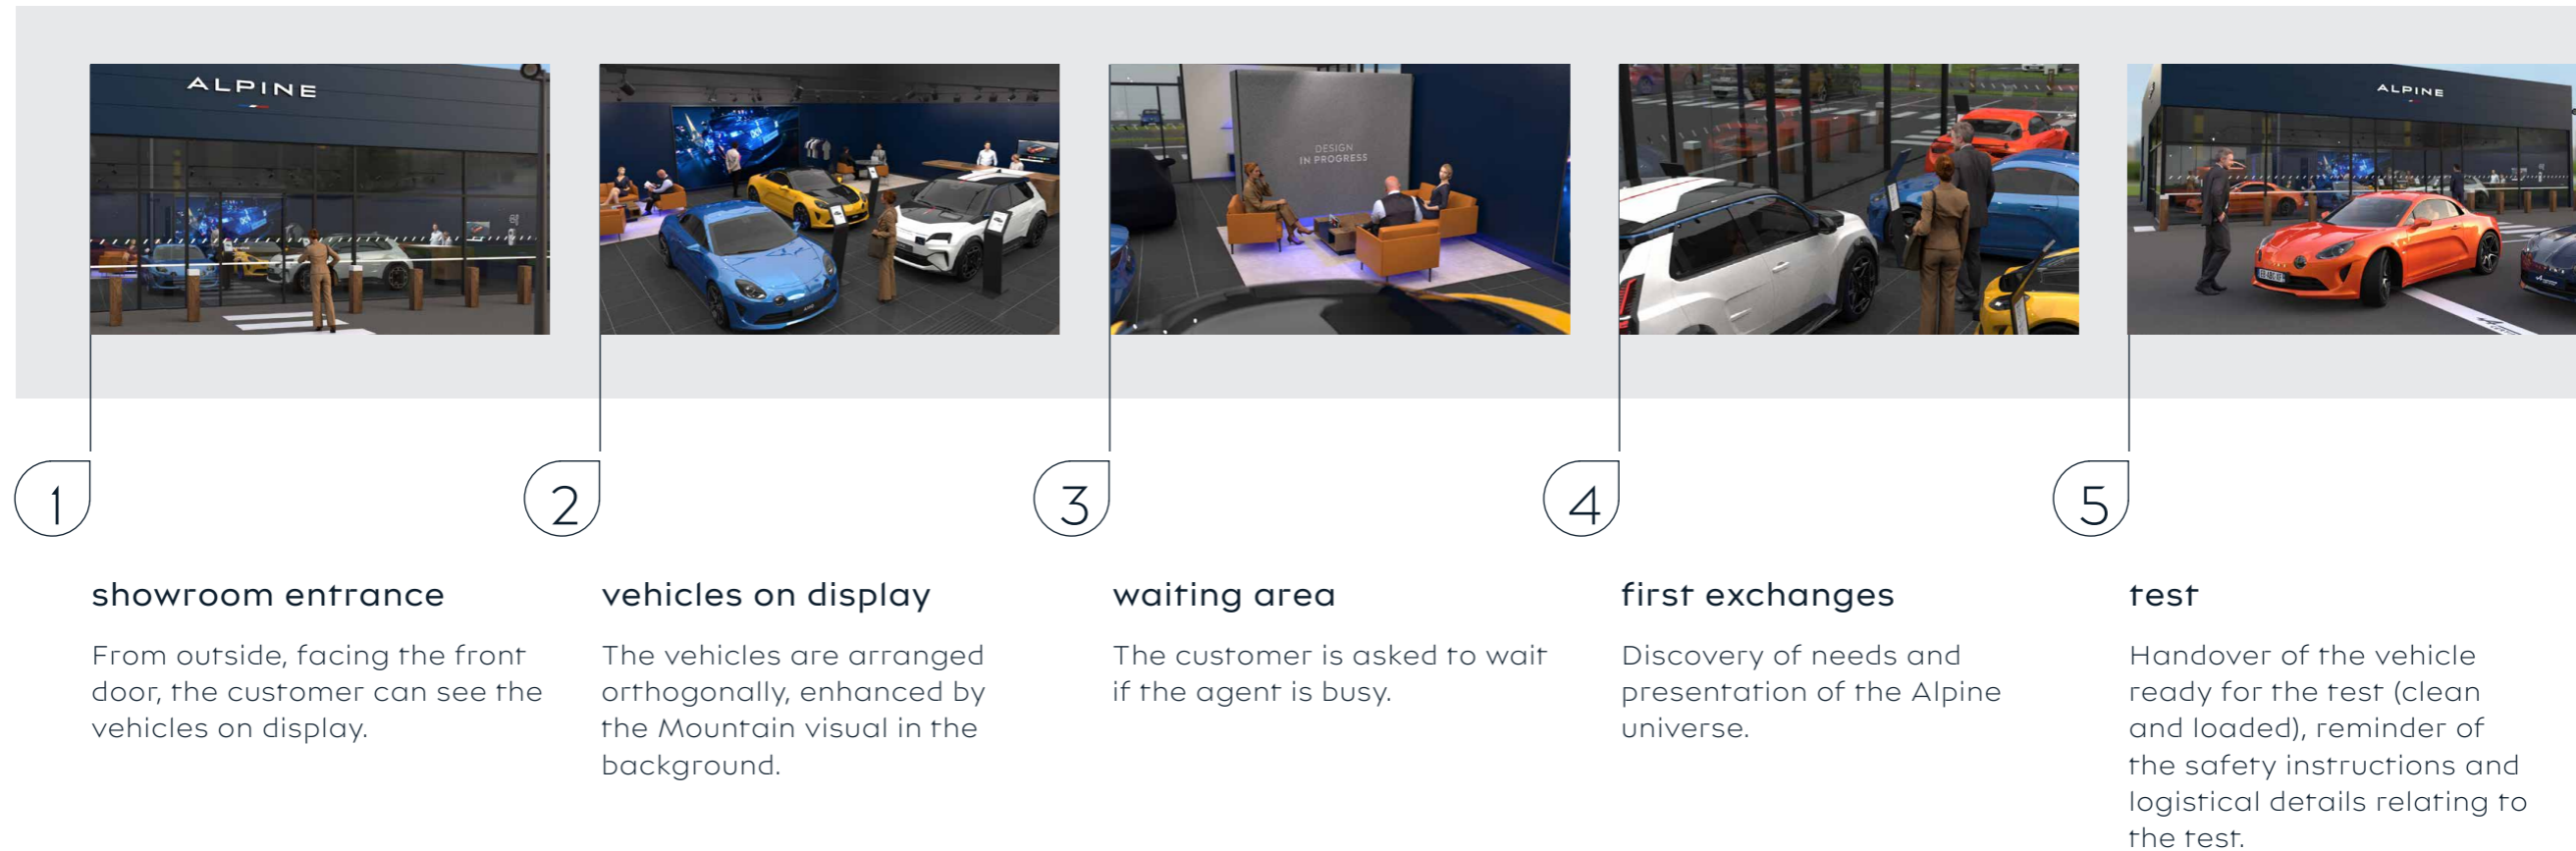 ALPINE
DESIGN
IN PROGRESS
ALPINE
1
2
3
4
5
showroom entrance
From outside, facing the front
door, the customer can see the
vehicles on display.
vehicles on display
The vehicles are arranged
orthogonally, enhanced by
the Mountain visual in the
background.
waiting area
The customer is asked to wait
if the agent is busy.
first exchanges
Discovery of needs and
presentation of the Alpine
universe.
test
Handover of the vehicle
ready for the test (clean
and loaded), reminder of
the safety instructions and
logistical details relating to
the test.